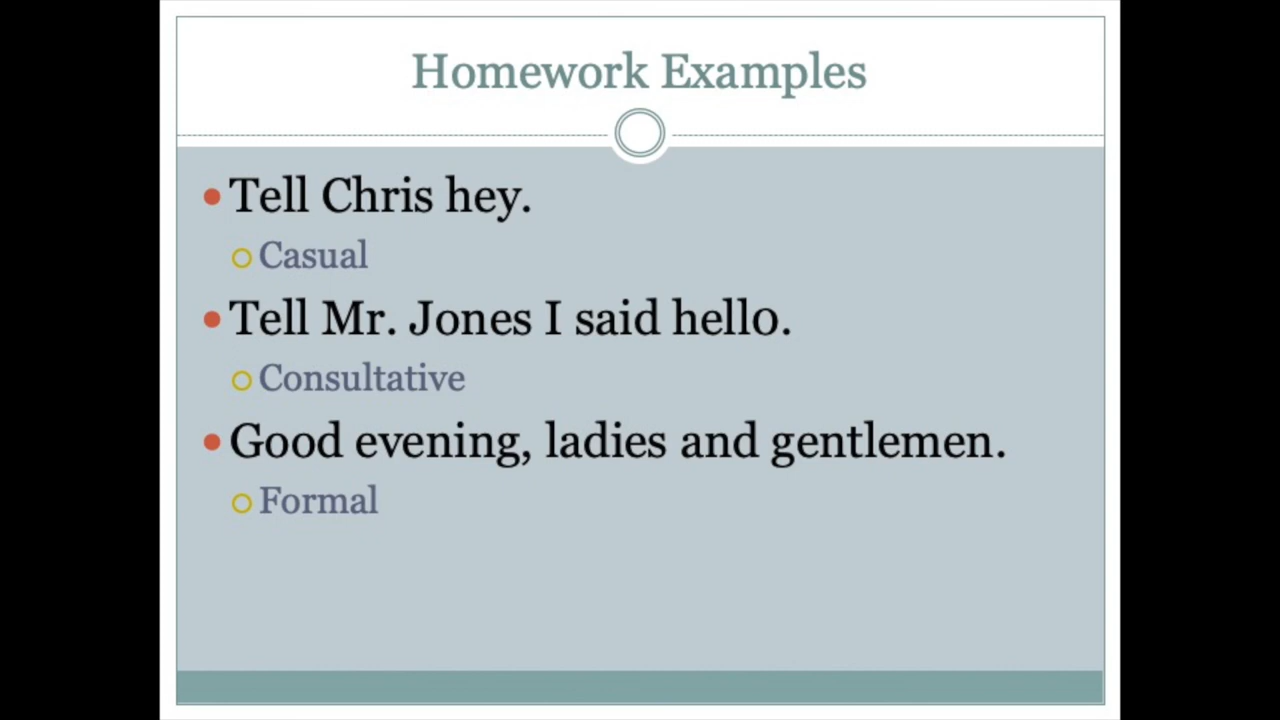 Homework Examples
Tell Chris hey.
Casual
Tell Mr. Jones I said hello.
Consultative
Good evening, ladies and gentlemen.
Formal